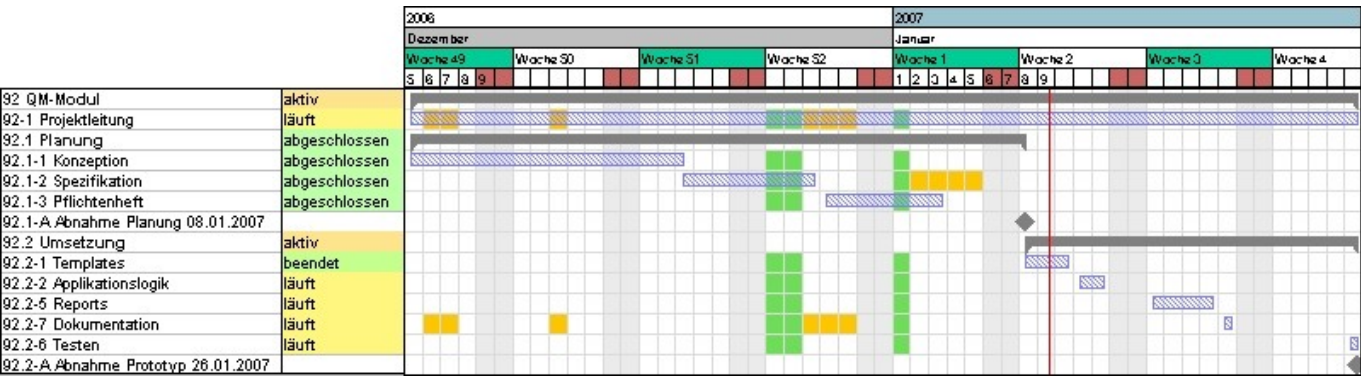 2006 2007
Dezember Januar
Woche 49 Woche 50 Woche 51 Woche 52 Woche 1 Woche 2 Woche 3 Woche 4
5 6 7 8 9 1 2 3 4 5 6 7 8 9
92 QM-Modul aktiv
92-1 Projektleitung läuft
92.1 Planung abgeschlossen
92.1-1 Konzeption abgeschlossen
92.1-2 Spezifikation abgeschlossen
92.1-3 Pflichtenheft abgeschlossen
92.1-A Abnahme Planung 08.01.2007
92.2 Umsetzung aktiv
92.2-1 Templates beendet
92.2-2 Applikationslogik läuft
92.2-5 Reports läuft
92.2-7 Dokumentation läuft
92.2-6 Testen läuft
92.2-A Abnahme Prototyp 26.01.2007